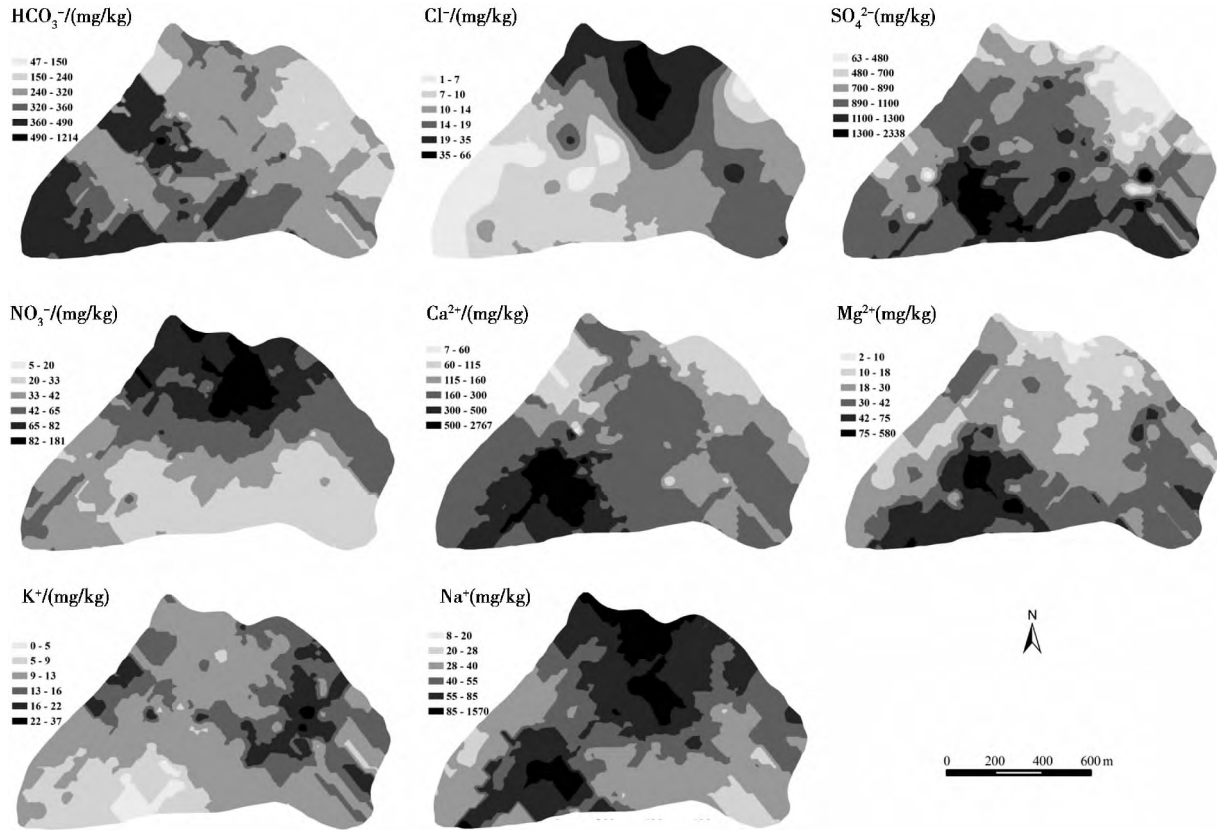 HCO₃⁻/(mg/kg)
47 - 150
150 - 240
240 - 320
320 - 360
360 - 490
490 - 1214
Cl⁻/(mg/kg)
1 - 7
7 - 10
10 - 14
14 - 19
19 - 35
35 - 66
SO₄²⁻/(mg/kg)
63 - 480
480 - 700
700 - 890
890 - 1100
1100 - 1300
1300 - 2338
NO₃⁻/(mg/kg)
5 - 20
20 - 33
33 - 42
42 - 65
65 - 82
82 - 181
Ca²⁺/(mg/kg)
7 - 60
60 - 115
115 - 160
160 - 300
300 - 500
500 - 2767
Mg²⁺(mg/kg)
2 - 10
10 - 18
18 - 30
30 - 42
42 - 75
75 - 580
K⁺/(mg/kg)
0 - 5
5 - 9
9 - 13
13 - 16
16 - 22
22 - 37
Na⁺(mg/kg)
8 - 20
20 - 28
28 - 40
40 - 55
55 - 85
85 - 1570
N
0 200 400 600 m